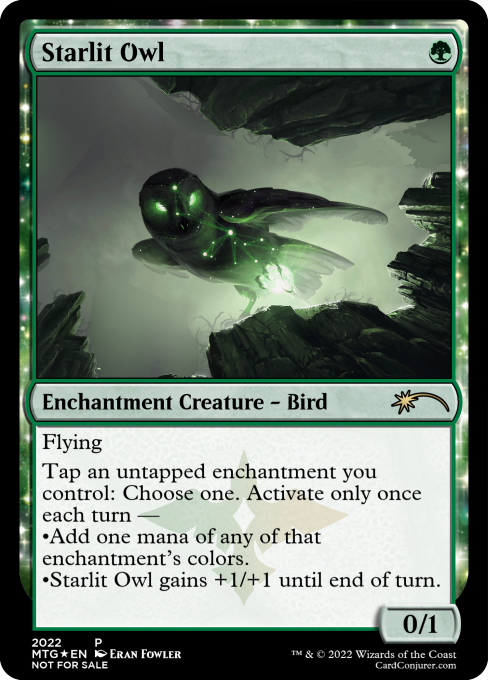 Starlit Owl
Enchantment Creature – Bird
Flying
Tap an untapped enchantment you
control: Choose one. Activate only once
each turn —
•Add one mana of any of that
enchantment's colors.
•Starlit Owl gains +1/+1 until end of turn.
0/1
2022 P
MTG★EN Eran Fowler
NOT FOR SALE
™ & © 2022 Wizards of the Coast
CardConjurer.com